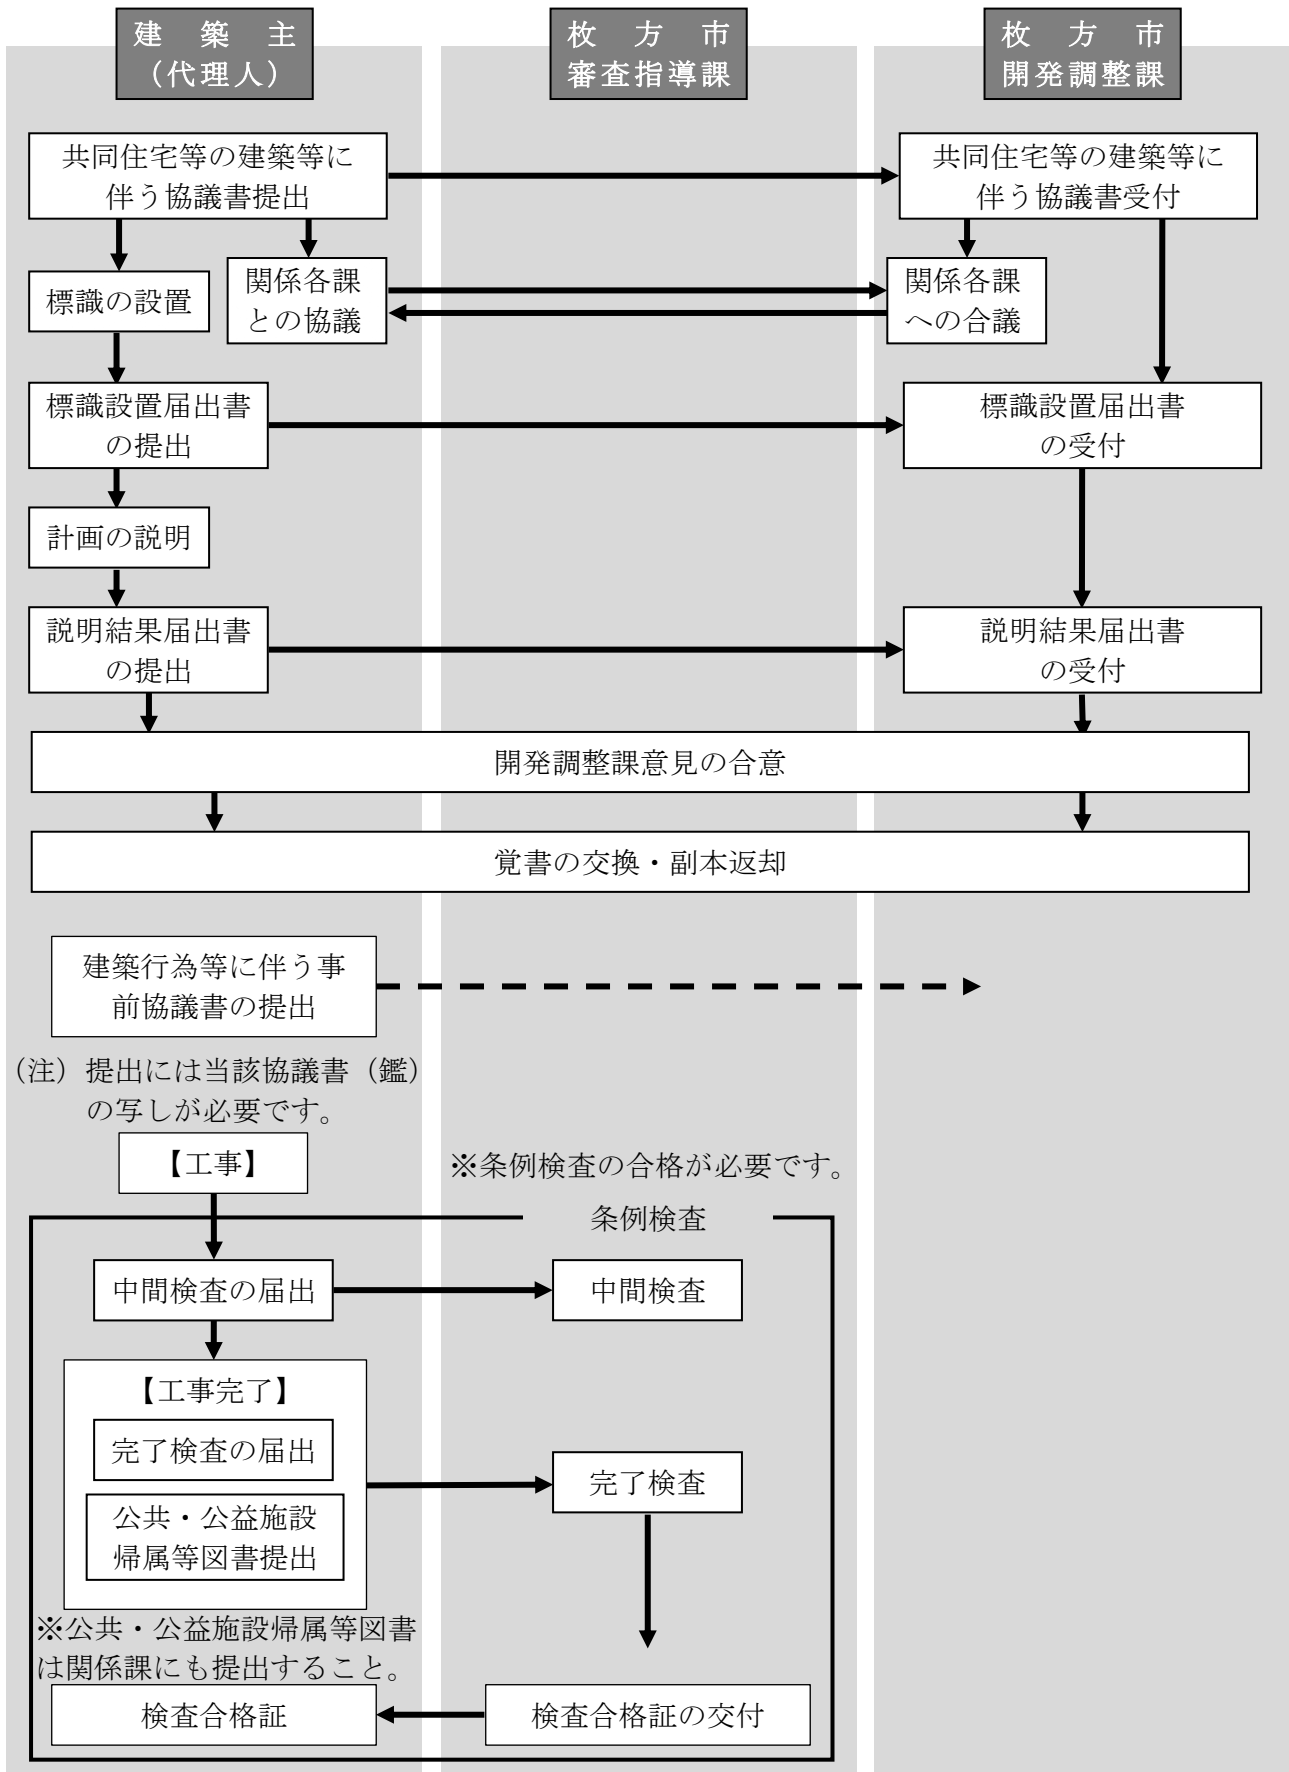 建築主
（代理人）
枚方市
審査指導課
枚方市
開発調整課
共同住宅等の建築等に
伴う協議書提出
共同住宅等の建築等に
伴う協議書受付
標識の設置
関係各課
との協議
関係各課
への合議
標識設置届出書
の提出
標識設置届出書
の受付
計画の説明
説明結果届出書
の提出
説明結果届出書
の受付
開発調整課意見の合意
覚書の交換・副本返却
建築行為等に伴う事
前協議書の提出
（注）提出には当該協議書（鑑）
の写しが必要です。
【工事】
※条例検査の合格が必要です。
条例検査
中間検査の届出
中間検査
【工事完了】
完了検査の届出
公共・公益施設
帰属等図書提出
完了検査
※公共・公益施設帰属等図書
は関係課にも提出すること。
検査合格証
検査合格証の交付